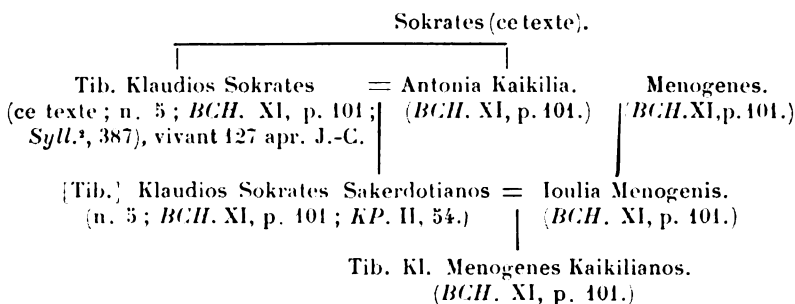 Sokrates (ce texte).
Tib. Klaudios Sokrates = Antonia Kaikilia. Menogenes.
(ce texte ; n. 5 ; BCH. XI, p. 101 ; (BCH. XI, p. 101.) (BCH. XI, p. 101.)
Syll.², 387), vivant 127 apr. J.-C.
[Tib.] Klaudios Sokrates Sakerdotianos = Ioulia Menogenis.
(n. 5 ; BCH. XI, p. 101 ; KP. II, 54.) (BCH. XI, p. 101.)
Tib. Kl. Menogenes Kaikilianos.
(BCH. XI, p. 101.)